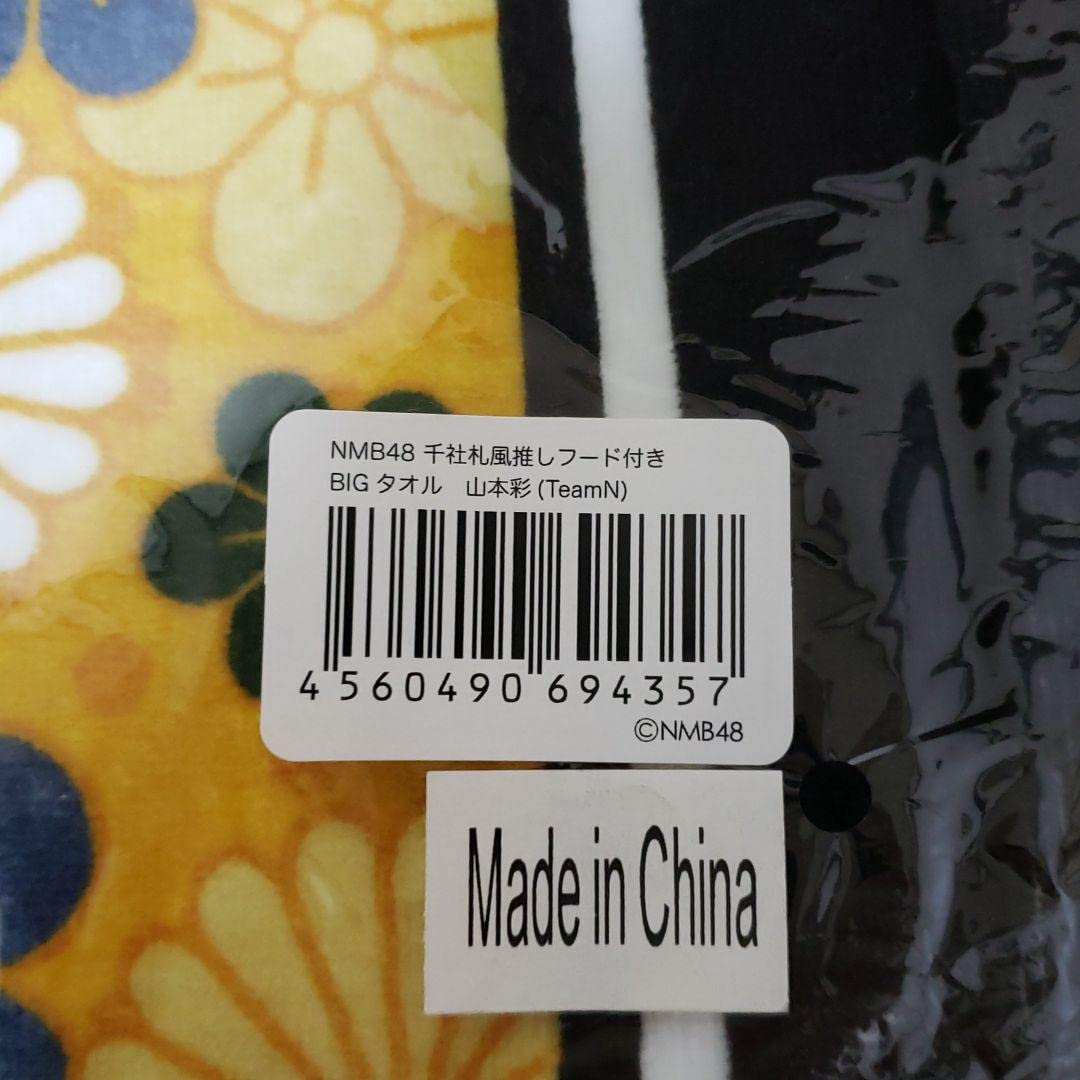 NMB48 千社札風推しフード付き
BIG タオル　山本彩 (TeamN)
4 560490 694357
©NMB48
Made in China